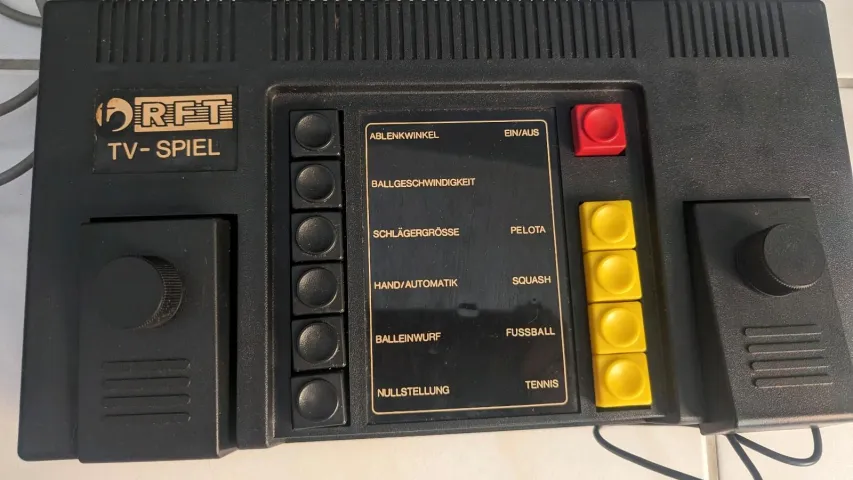 RFT
TV-SPIEL
ABLENKWINKEL EIN/AUS
BALLGESCHWINDIGKEIT
SCHLÄGERGRÖSSE PELOTA
HAND/AUTOMATIK SQUASH
BALLEINWURF FUSSBALL
NULLSTELLUNG TENNIS